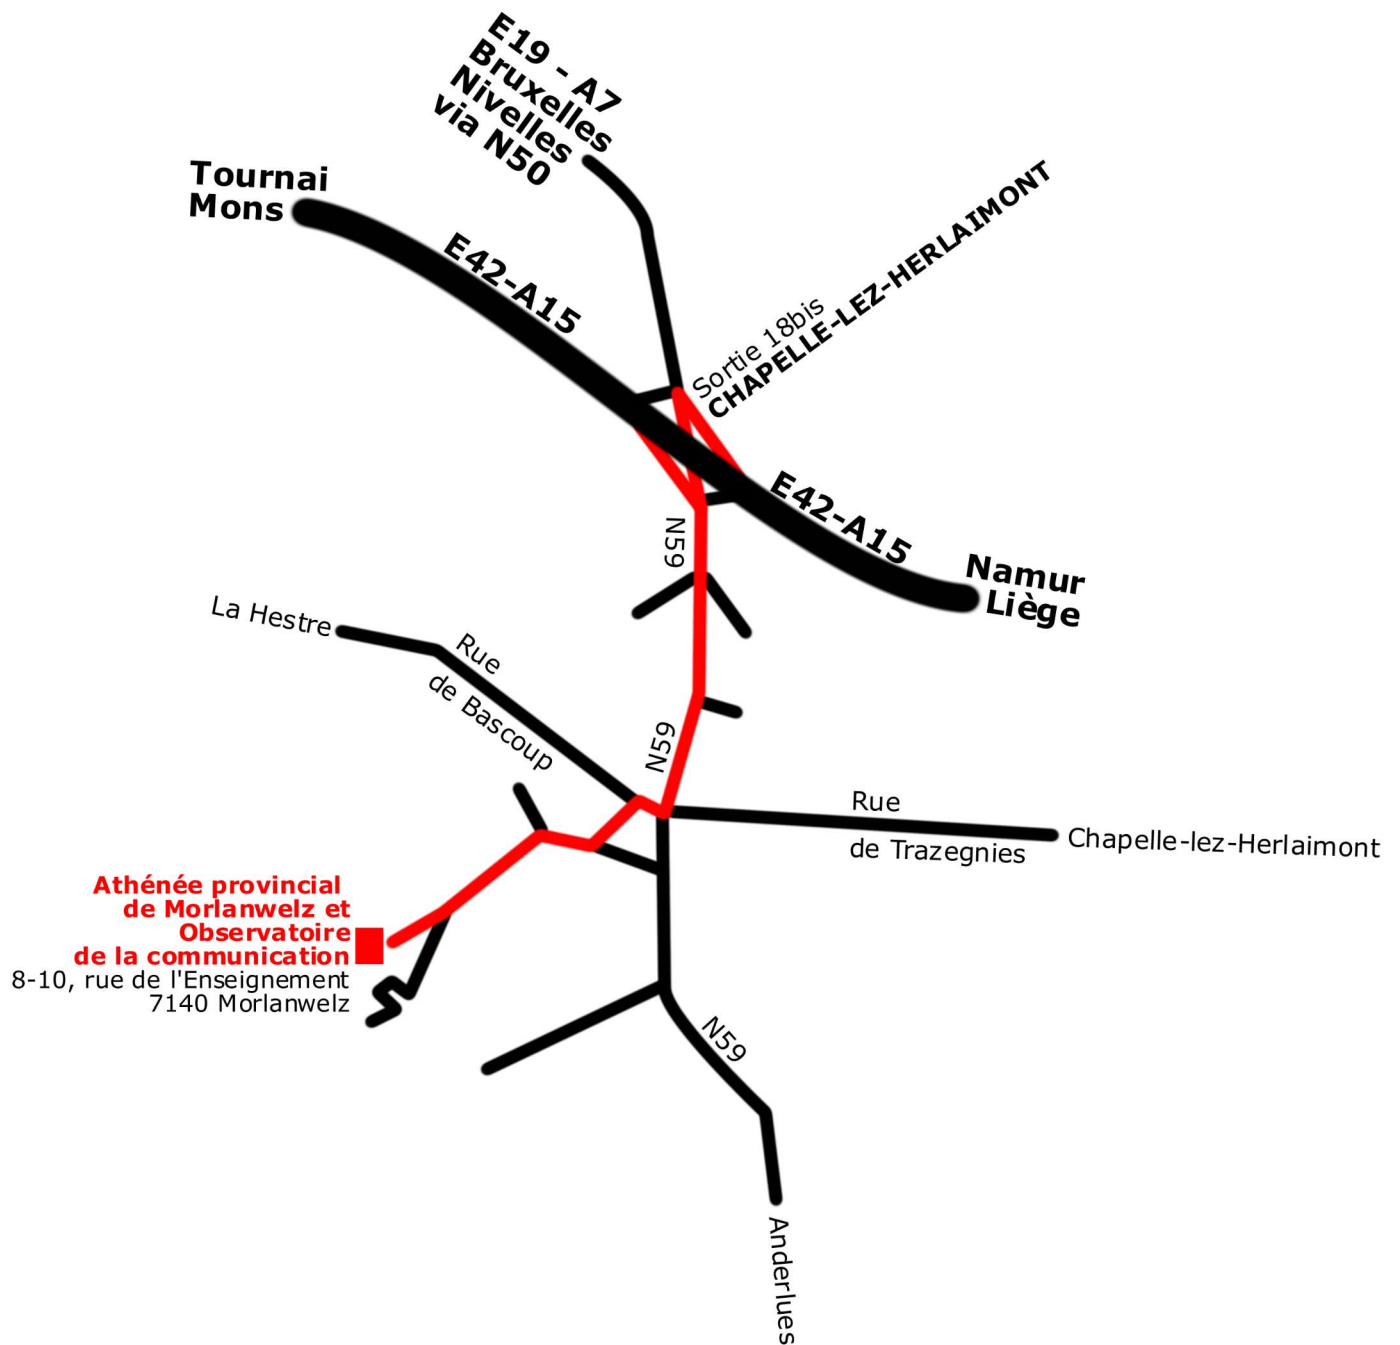 E19 - A7
Bruxelles
Nivelles
via N50
Tournai
Mons
E42-A15
Sortie 18bis
CHAPELLE-LEZ-HERLAIMONT
E42-A15
Namur
Liège
N59
La Hestre
Rue
de Bascoup
N59
Rue
de Trazegnies
Chapelle-lez-Herlaimont
Athénée provincial
de Morlanwelz et
Observatoire
de la communication
8-10, rue de l'Enseignement
7140 Morlanwelz
N59
Anderlues